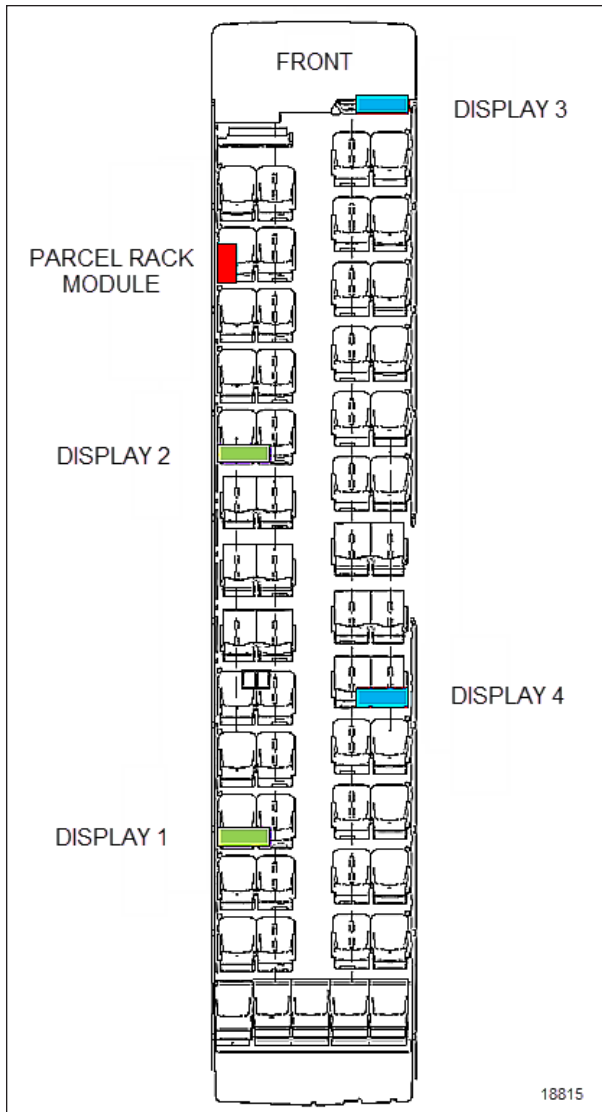 FRONT
DISPLAY 3
PARCEL RACK
MODULE
DISPLAY 2
DISPLAY 4
DISPLAY 1
18815